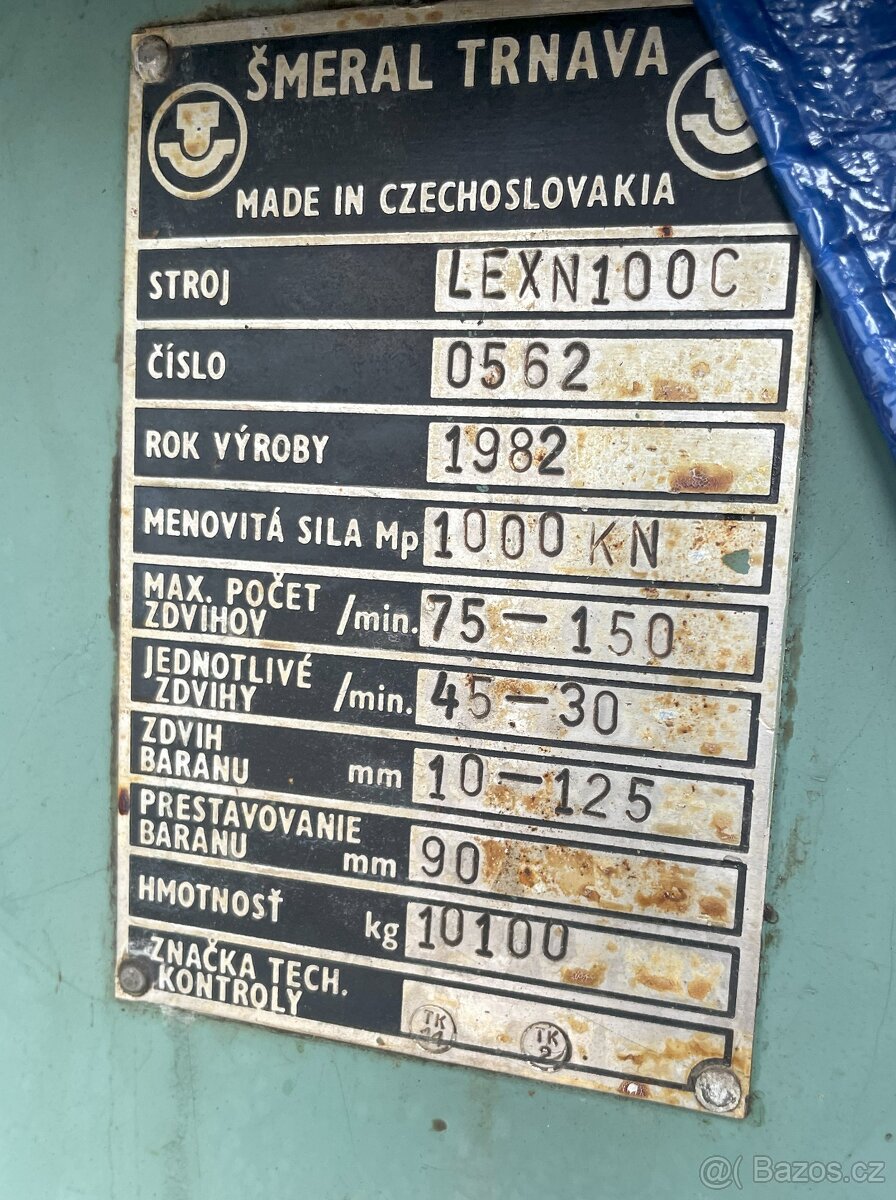 ŠMERAL TRNAVA
MADE IN CZECHOSLOVAKIA
STROJ LEXN100C
ČÍSLO 0562
ROK VÝROBY 1982
MENOVITÁ SILA Mp 1000 KN
MAX. POČET
ZDVIHOV /min. 75-150
JEDNOTLIVÉ
ZDVIHY /min. 45-30
ZDVIH
BARANU mm 10-125
PRESTAVOVANIE
BARANU mm 90
HMOTNOSŤ kg 10100
ZNAČKA TECH.
KONTROLY
TK
11
TK
2
@( Bazos.cz